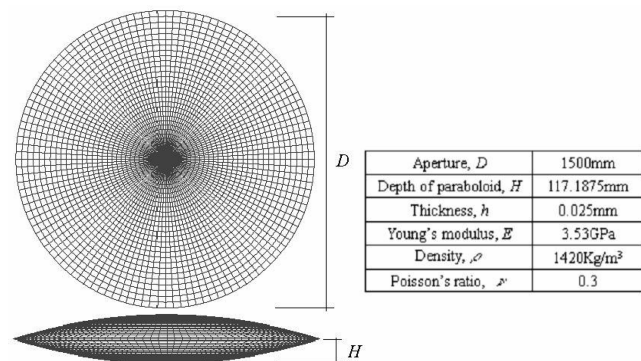 D
H
Aperture, D 1500mm
Depth of paraboloid, H 117.1875mm
Thickness, h 0.025mm
Young's modulus, E 3.53GPa
Density, ρ 1420Kg/m³
Poisson's ratio, 0.3